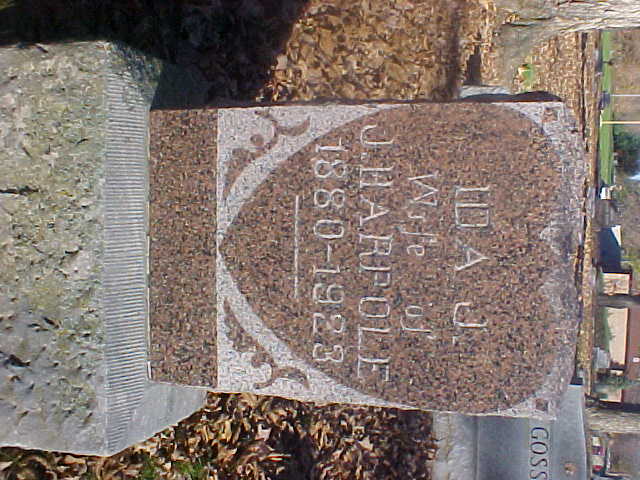 IDA J.
Wife of
J. HARPOLE
1880-1923
GOSS